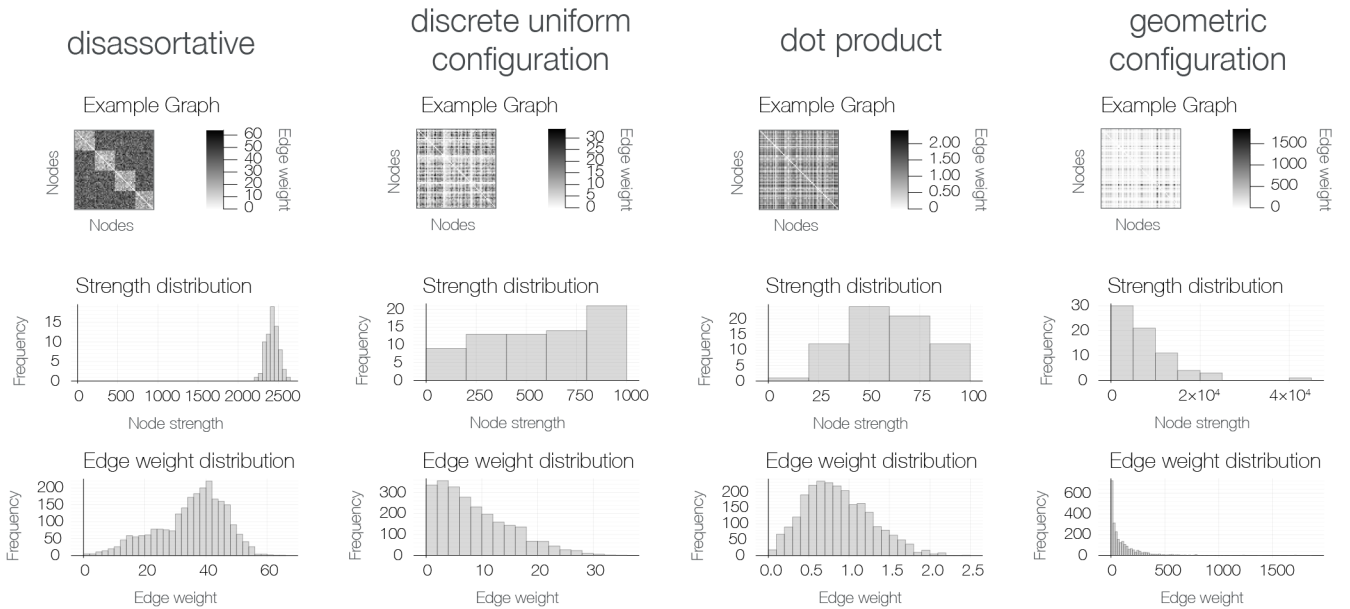 disassortative
discrete uniform
configuration
dot product
geometric
configuration
Example Graph
Nodes
Nodes
60
50
40
30
20
10
0
Edge weight
Example Graph
Nodes
Nodes
30
25
20
15
10
5
0
Edge weight
Example Graph
Nodes
Nodes
2.00
1.00
0.50
0
Edge weight
Example Graph
Nodes
Nodes
1500
1000
500
0
Edge weight
Strength distribution
Frequency
15
10
5
0
0 500 1000 1500 2000 2500
Node strength
Strength distribution
Frequency
20
15
10
5
0
0 250 500 750 1000
Node strength
Strength distribution
Frequency
20
15
10
5
0
0 25 50 75 100
Node strength
Strength distribution
Frequency
30
20
10
0
0 2×10⁴ 4×10⁴
Node strength
Edge weight distribution
Frequency
200
150
100
50
0
0 20 40 60
Edge weight
Edge weight distribution
Frequency
300
200
100
0
0 10 20 30
Edge weight
Edge weight distribution
Frequency
200
150
100
50
0
0.0 0.5 1.0 1.5 2.0 2.5
Edge weight
Edge weight distribution
Frequency
600
400
200
0
0 500 1000 1500
Edge weight